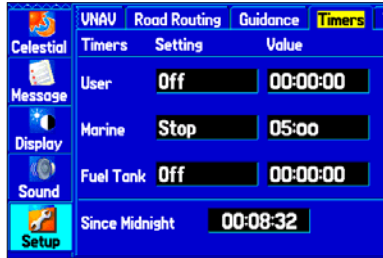 VNAV Road Routing Guidance Timers
Celestial
Timers Setting Value
Message
User Off 00:00:00
Display
Marine Stop 05:00
Sound
Fuel Tank Off 00:00:00
Setup
Since Midnight 00:08:32